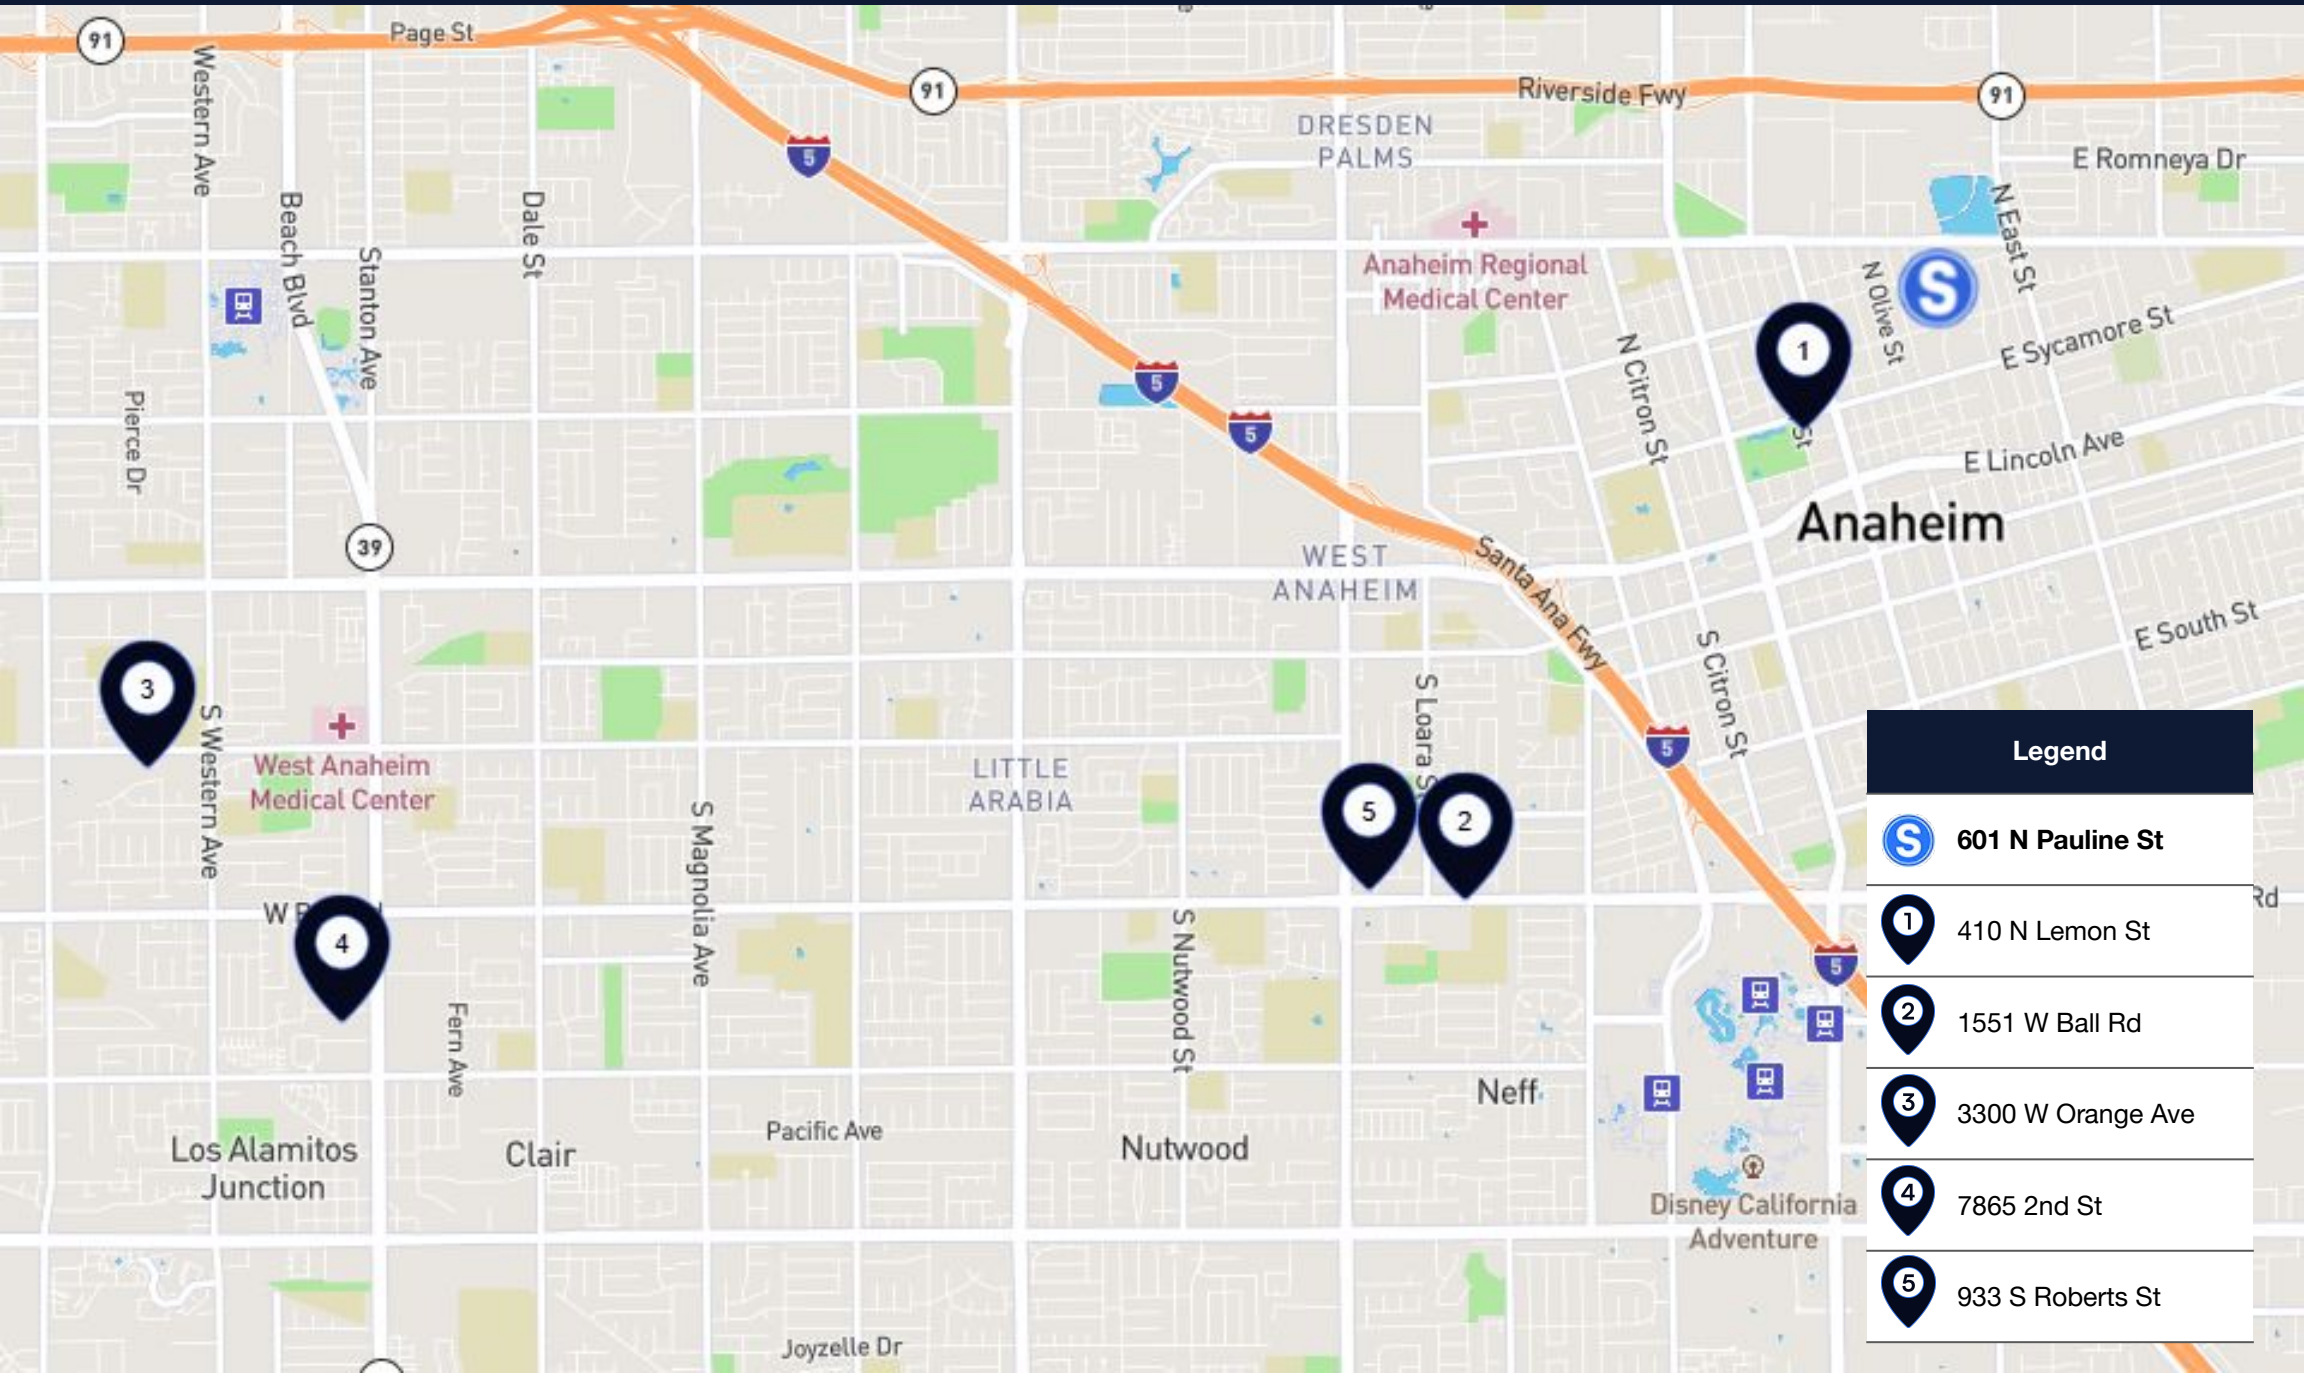 91
Page St
Western Ave
91
Riverside Fwy
91
DRESDEN
PALMS
E Romneya Dr
5
Beach Blvd
Dale St
Stanton Ave
N East St
Anaheim Regional
Medical Center
N Olive St
S
E Sycamore St
1
N Citron St
5
5
St
Pierce Dr
E Lincoln Ave
Anaheim
39
WEST
ANAHEIM
Santa Ana Fwy
E South St
3
S Western Ave
S Loara St
S Citron St
5
West Anaheim
Medical Center
LITTLE
ARABIA
S Magnolia Ave
5
2
W
4
Rd
S Nutwood St
5
Fern Ave
Neff
Pacific Ave
Los Alamitos
Junction
Clair
Nutwood
Disney California
Adventure
Joyzelle Dr
Legend
S 601 N Pauline St
1 410 N Lemon St
2 1551 W Ball Rd
3 3300 W Orange Ave
4 7865 2nd St
5 933 S Roberts St